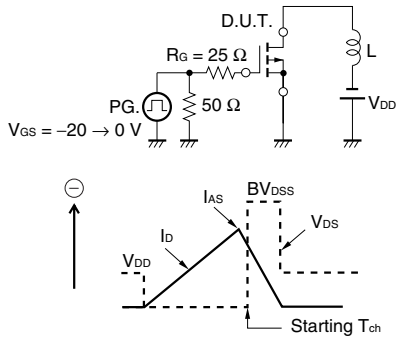 D.U.T.
RG = 25 Ω
L
PG.
50 Ω
VDD
VGS = −20 → 0 V
−
IAS
BVDSS
ID
VDS
VDD
Starting Tch